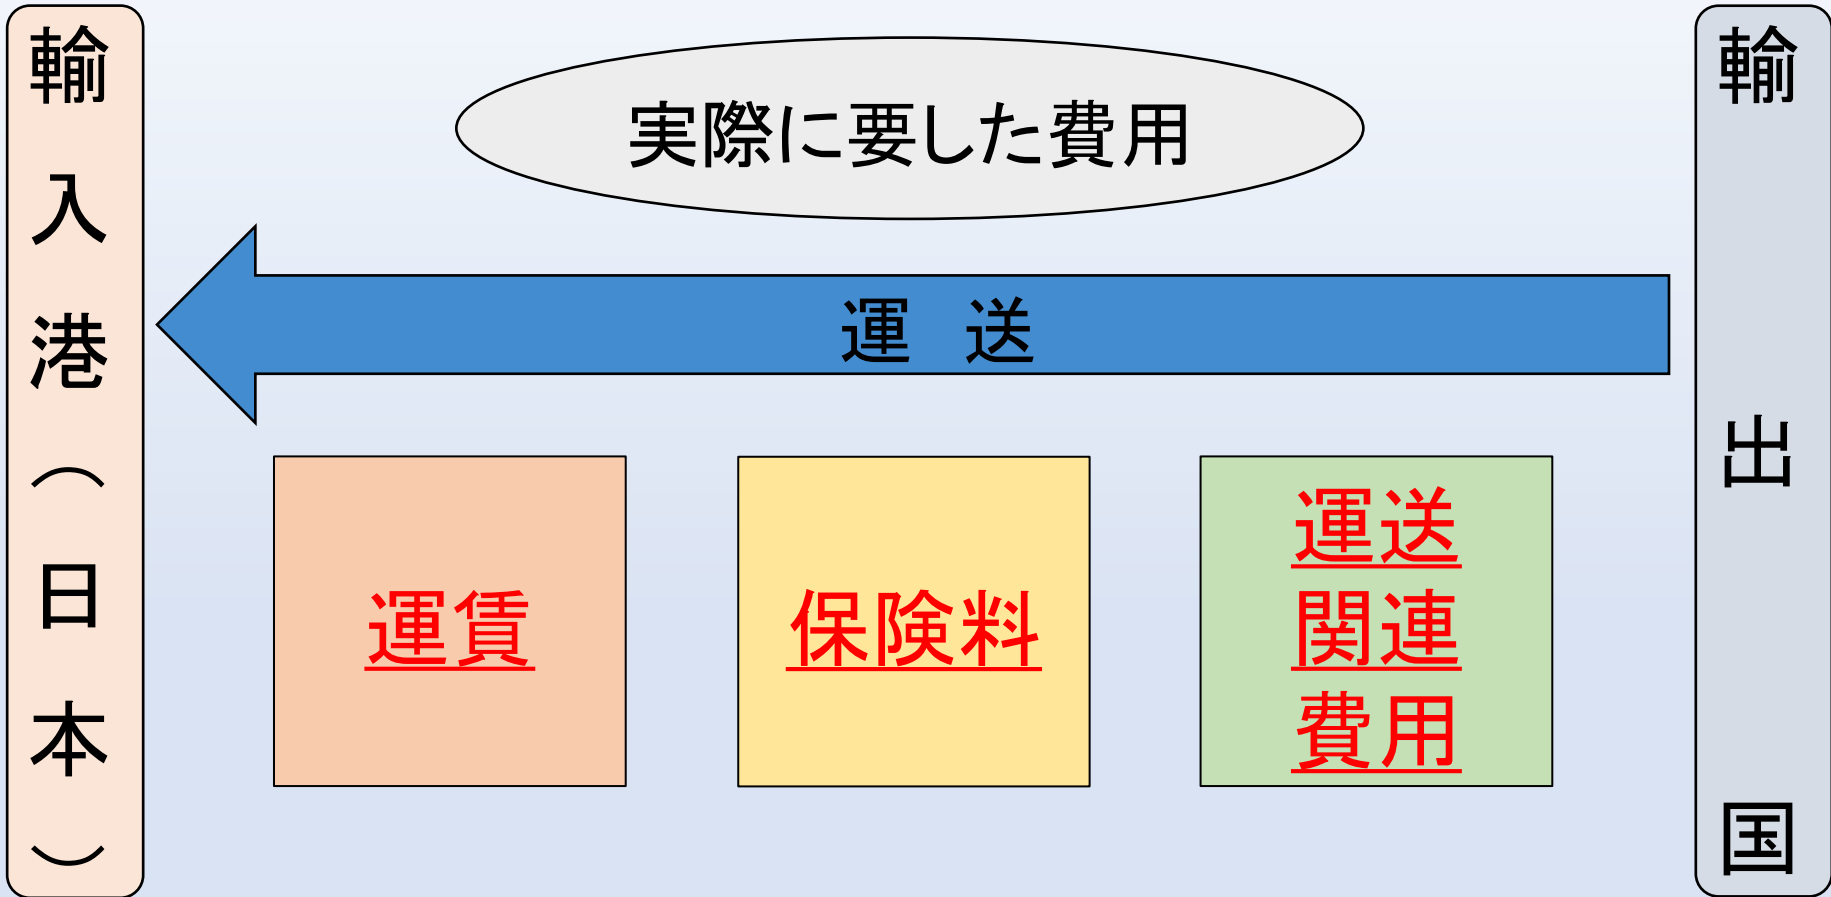 輸入港（日本）
実際に要した費用
運　送
運賃
保険料
運送
関連
費用
輸出国